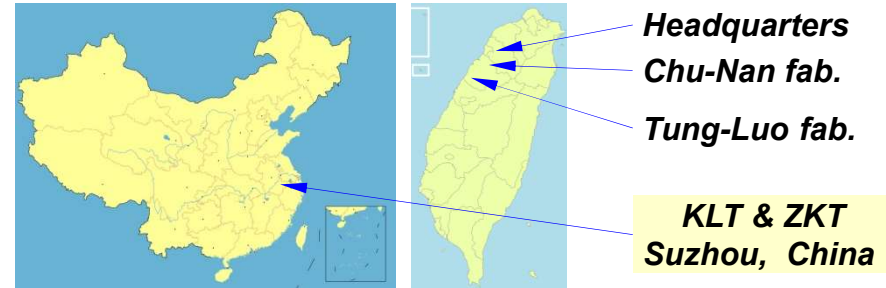 Headquarters
Chu-Nan fab.
Tung-Luo fab.
KLT & ZKT
Suzhou, China